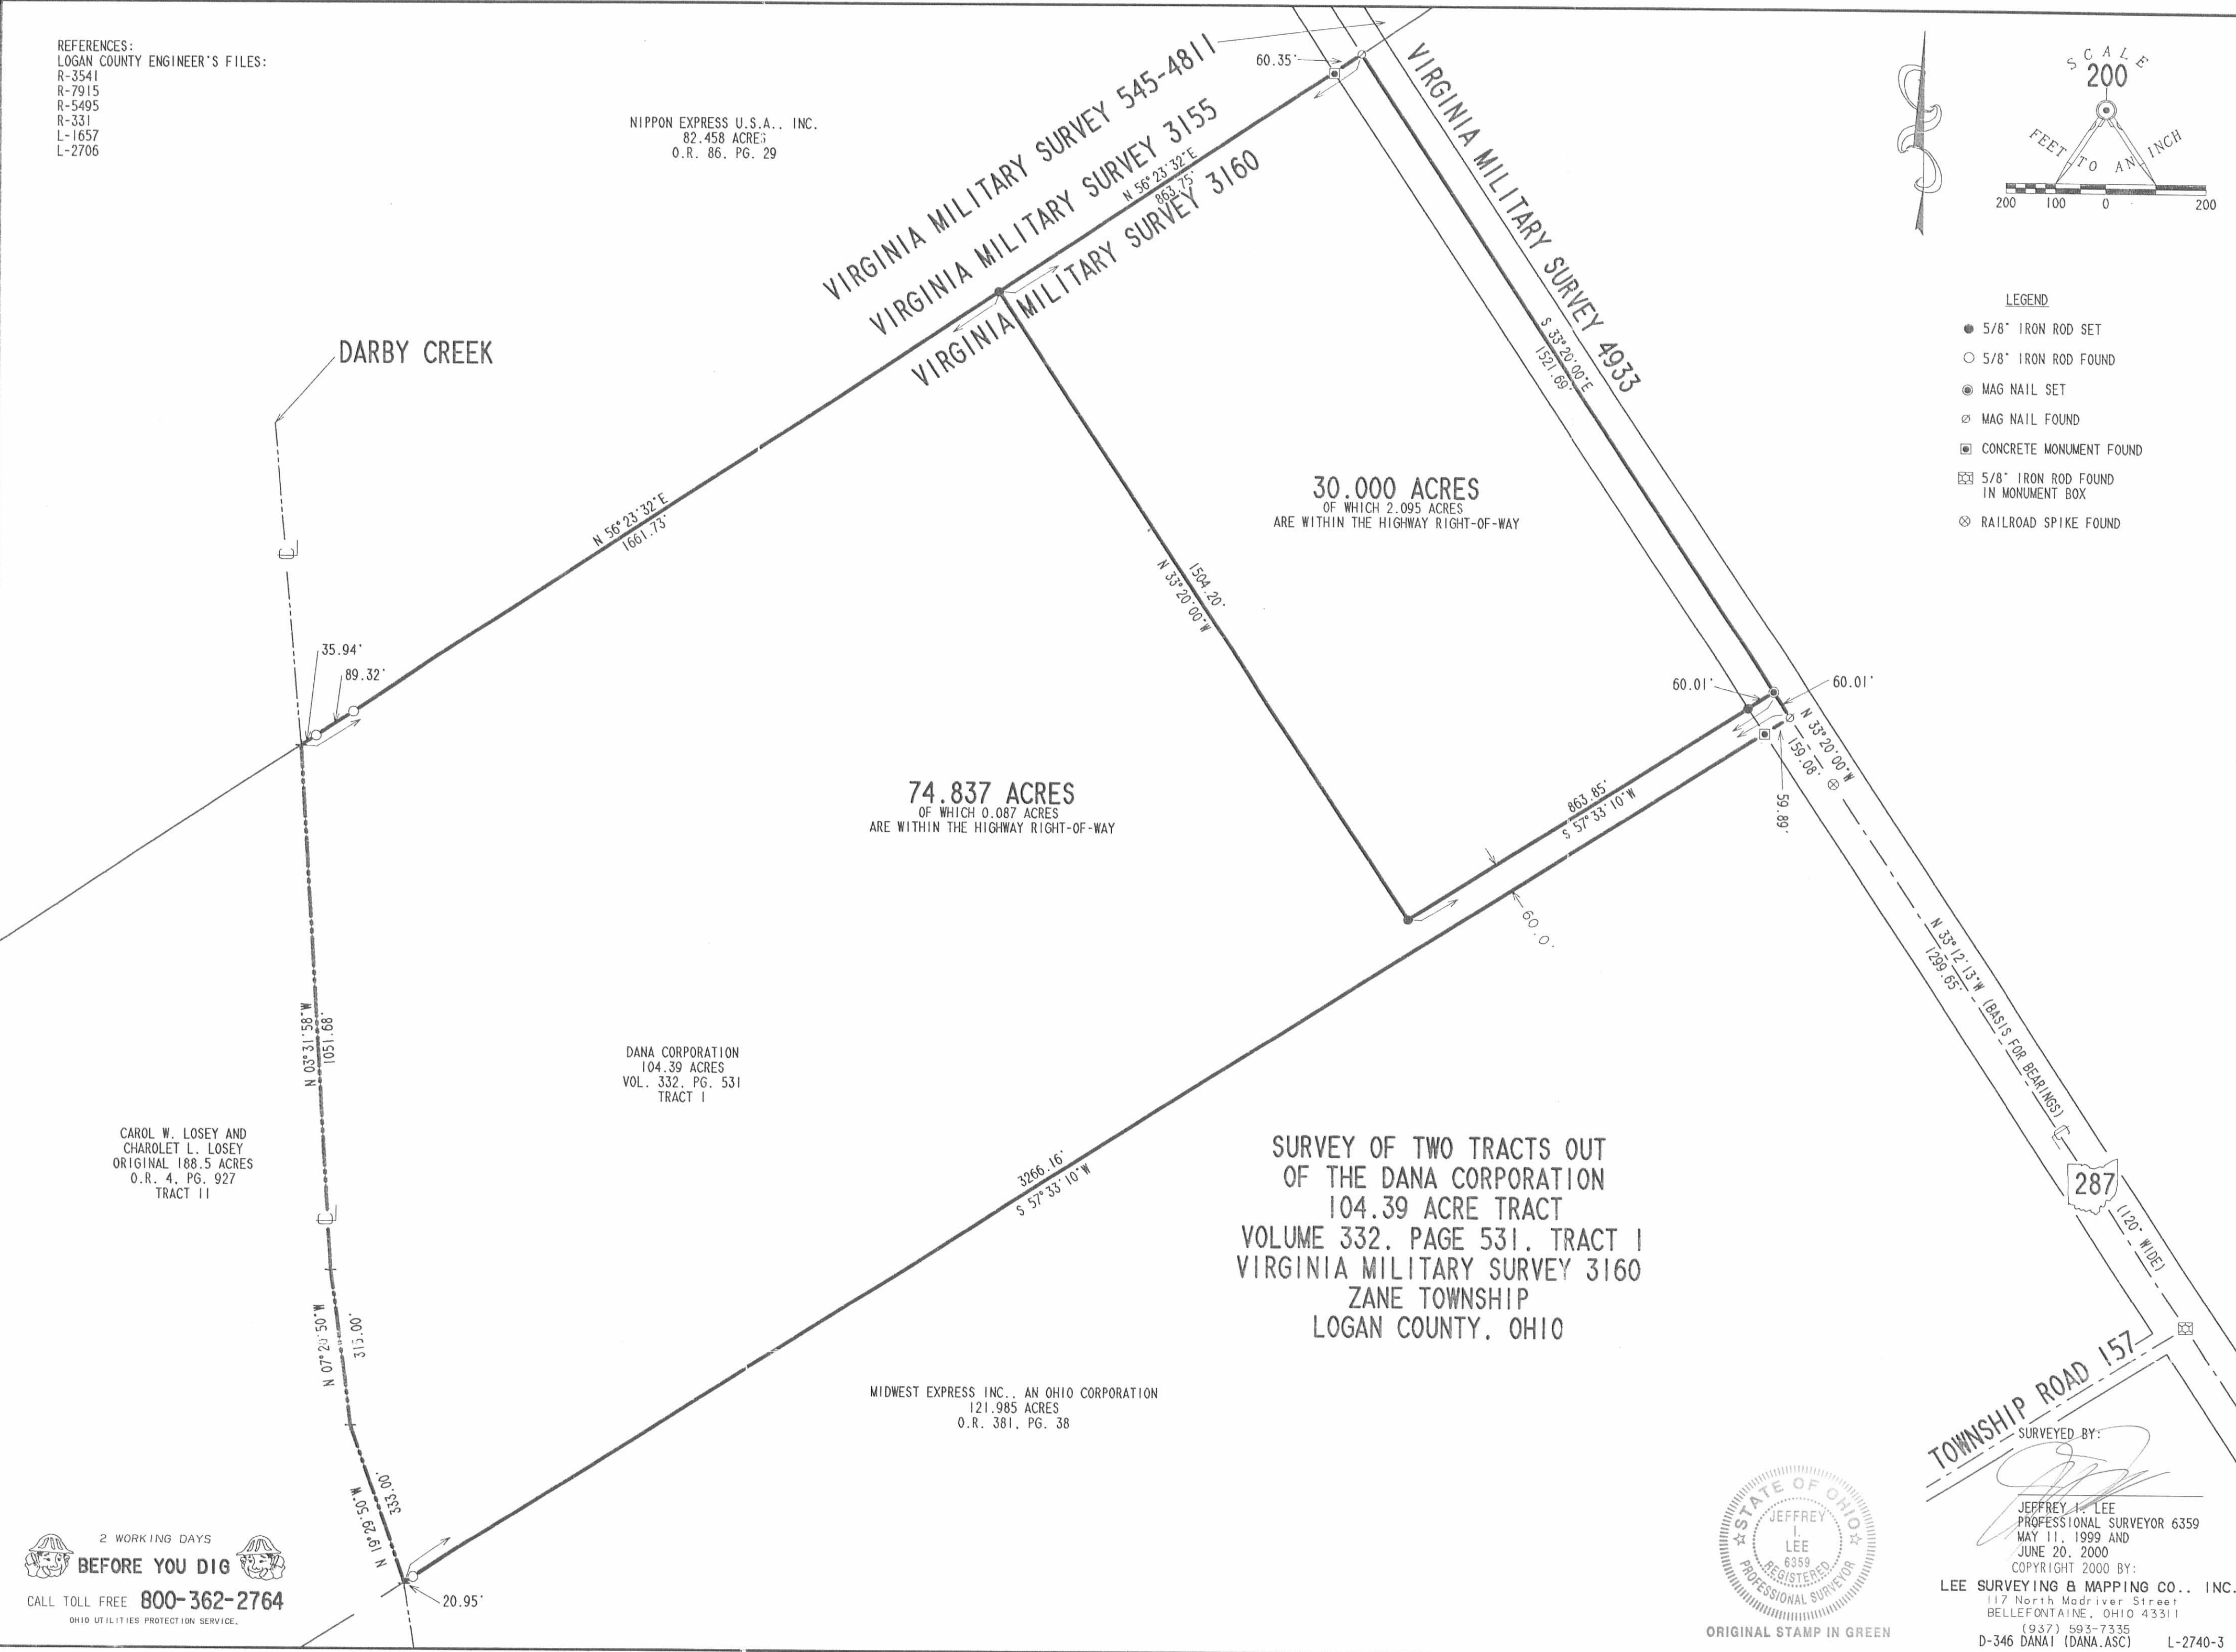 REFERENCES:
LOGAN COUNTY ENGINEER'S FILES:
R-3541
R-7915
R-5495
R-331
L-1657
L-2706
NIPPON EXPRESS U.S.A., INC.
82.458 ACRES
O.R. 86, PG. 29
VIRGINIA MILITARY SURVEY 545-4811
VIRGINIA MILITARY SURVEY 3155
N 56°23'32"E
863.75'
VIRGINIA MILITARY SURVEY 3160
60.35'
VIRGINIA MILITARY SURVEY 4933
S 33°20'00"E
1521.69'
SCALE
200
FEET TO AN INCH
200 100 0 200
LEGEND
5/8" IRON ROD SET
5/8" IRON ROD FOUND
MAG NAIL SET
MAG NAIL FOUND
CONCRETE MONUMENT FOUND
5/8" IRON ROD FOUND
IN MONUMENT BOX
RAILROAD SPIKE FOUND
DARBY CREEK
N 56°23'32"E
1661.73'
35.94'
89.32'
30.000 ACRES
OF WHICH 2.095 ACRES
ARE WITHIN THE HIGHWAY RIGHT-OF-WAY
1504.20'
N 33°20'00"W
60.01'
60.01'
N 33°20'00"W
159.08'
59.89'
863.85'
S 57°33'10"W
60.0'
74.837 ACRES
OF WHICH 0.087 ACRES
ARE WITHIN THE HIGHWAY RIGHT-OF-WAY
N 33°12'13"W (BASIS FOR BEARINGS)
1299.65'
N 03°31'58"W
1051.68'
DANA CORPORATION
104.39 ACRES
VOL. 332, PG. 531
TRACT I
CAROL W. LOSEY AND
CHAROLET L. LOSEY
ORIGINAL 188.5 ACRES
O.R. 4, PG. 927
TRACT II
3266.16'
S 57°33'10"W
SURVEY OF TWO TRACTS OUT
OF THE DANA CORPORATION
104.39 ACRE TRACT
VOLUME 332, PAGE 531, TRACT I
VIRGINIA MILITARY SURVEY 3160
ZANE TOWNSHIP
LOGAN COUNTY, OHIO
287
(120' WIDE)
N 07°20'50"W
315.00'
N 19°29'50"W
333.00'
20.95'
MIDWEST EXPRESS INC., AN OHIO CORPORATION
121.985 ACRES
O.R. 381, PG. 38
TOWNSHIP ROAD 157
2 WORKING DAYS
BEFORE YOU DIG
CALL TOLL FREE 800-362-2764
OHIO UTILITIES PROTECTION SERVICE.
STATE OF OHIO
JEFFREY
I.
LEE
6359
REGISTERED
PROFESSIONAL SURVEYOR
ORIGINAL STAMP IN GREEN
SURVEYED BY:
JEFFREY I. LEE
PROFESSIONAL SURVEYOR 6359
MAY 11, 1999 AND
JUNE 20, 2000
COPYRIGHT 2000 BY:
LEE SURVEYING & MAPPING CO., INC.
117 North Madriver Street
BELLEFONTAINE, OHIO 43311
(937) 593-7335
D-346 DANA1 (DANA.ASC) L-2740-3